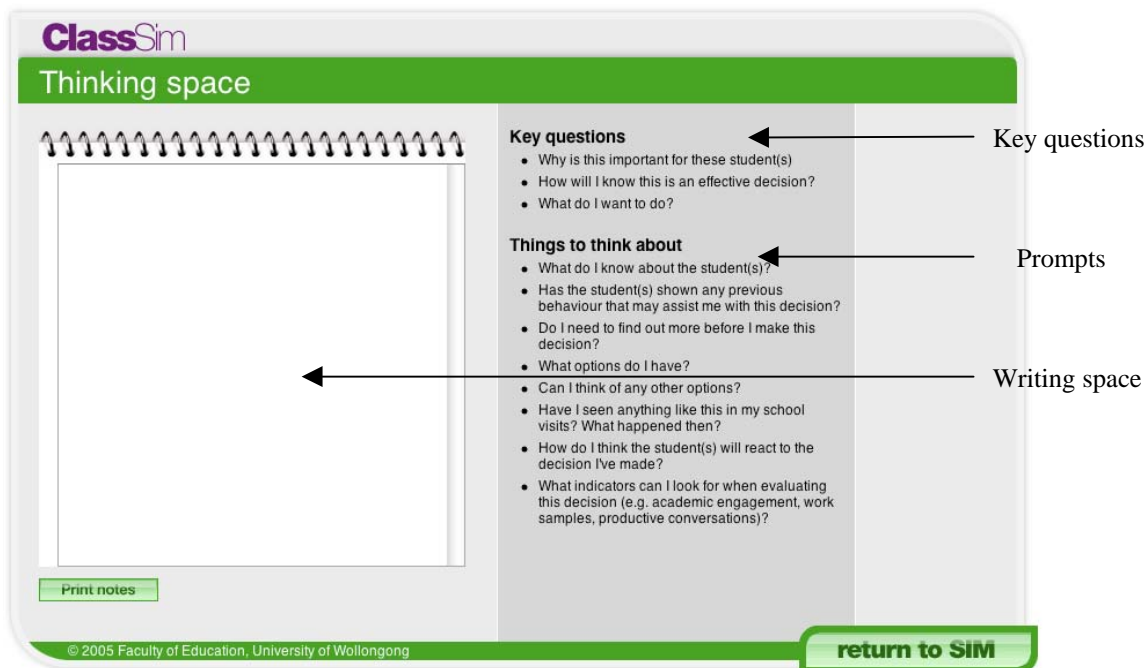 ClassSim
Thinking space
Key questions
• Why is this important for these student(s)
• How will I know this is an effective decision?
• What do I want to do?
Things to think about
• What do I know about the student(s)?
• Has the student(s) shown any previous
behaviour that may assist me with this decision?
• Do I need to find out more before I make this
decision?
• What options do I have?
• Can I think of any other options?
• Have I seen anything like this in my school
visits? What happened then?
• How do I think the student(s) will react to the
decision I've made?
• What indicators can I look for when evaluating
this decision (e.g. academic engagement, work
samples, productive conversations)?
Key questions
Prompts
Writing space
Print notes
© 2005 Faculty of Education, University of Wollongong
return to SIM